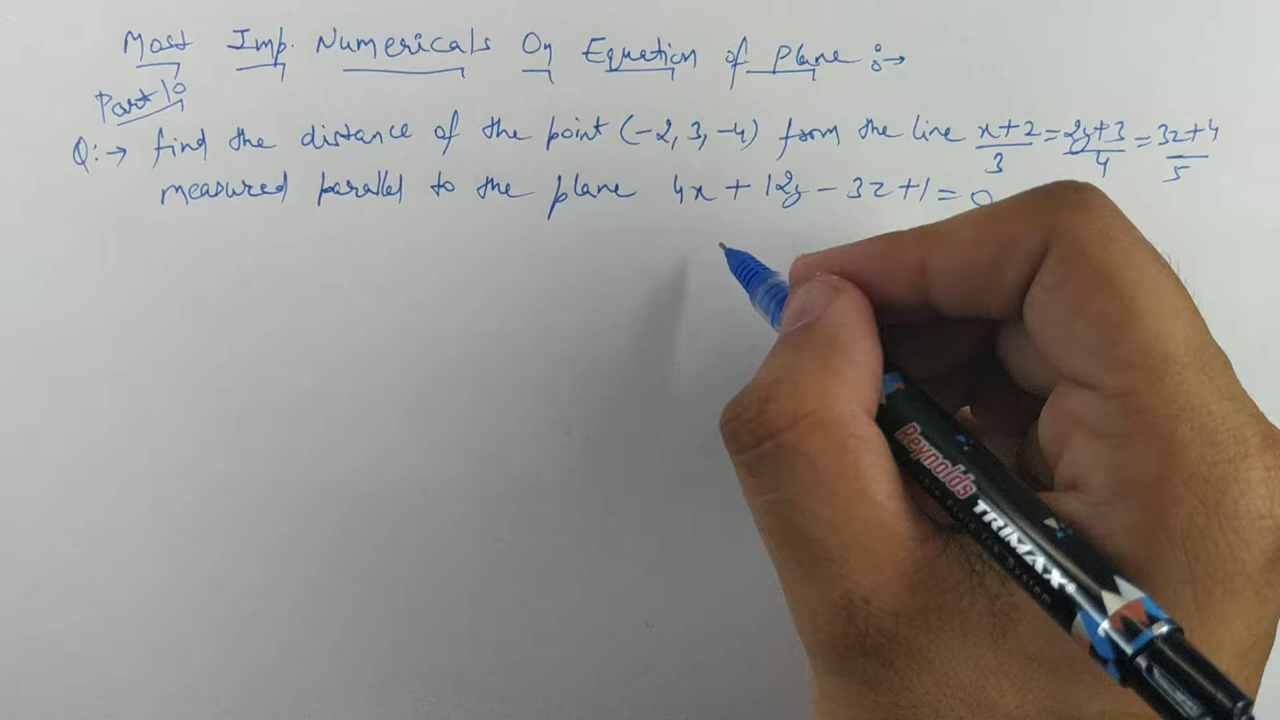 Most Imp. Numericals On Equation of plane :→
Part 10
Q:→ find the distance of the point (-2, 3, -4) from the line x+2/3 = 2y+3/4 = 3z+4/5
measured parallel to the plane 4x + 12y - 3z + 1 = 0
Reynolds TRIMAX